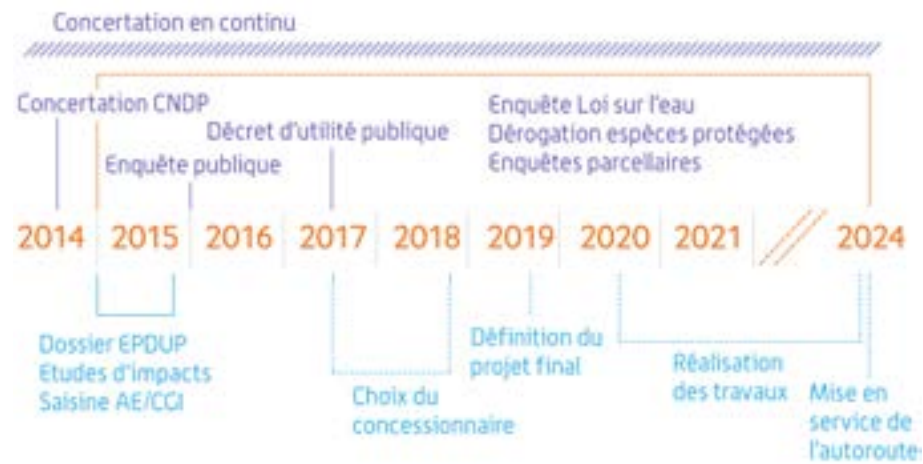 Concertation en continu
Concertation CNDP
Décret d'utilité publique
Enquête publique
Enquête Loi sur l'eau
Dérogation espèces protégées
Enquêtes parcellaires
2014 2015 2016 2017 2018 2019 2020 2021 2024
Dossier EPDUP
Etudes d'impacts
Saisine AE/CGI
Choix du
concessionnaire
Définition du
projet final
Réalisation
des travaux
Mise en
service de
l'autoroute